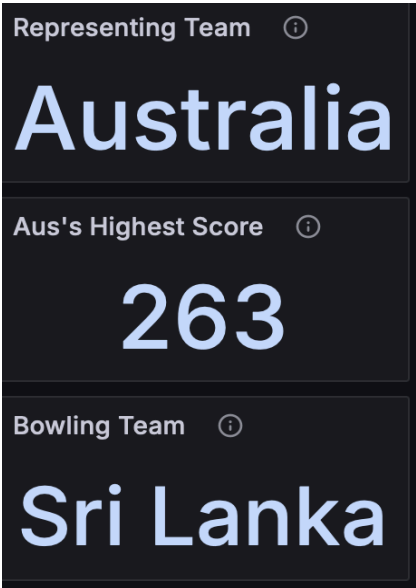 Representing Team
Australia
Aus's Highest Score
263
Bowling Team
Sri Lanka